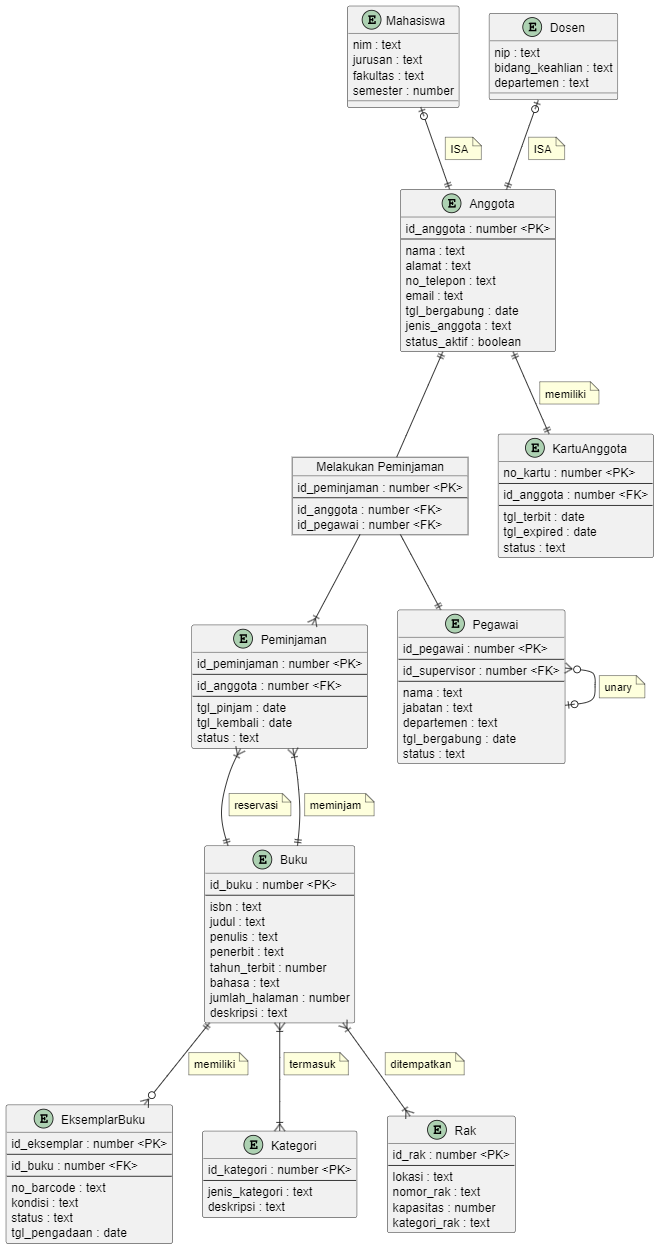 E Mahasiswa
nim : text
jurusan : text
fakultas : text
semester : number
E Dosen
nip : text
bidang_keahlian : text
departemen : text
ISA
ISA
E Anggota
id_anggota : number <PK>
nama : text
alamat : text
no_telepon : text
email : text
tgl_bergabung : date
jenis_anggota : text
status_aktif : boolean
memiliki
Melakukan Peminjaman
id_peminjaman : number <PK>
id_anggota : number <FK>
id_pegawai : number <FK>
E KartuAnggota
no_kartu : number <PK>
id_anggota : number <FK>
tgl_terbit : date
tgl_expired : date
status : text
E Peminjaman
id_peminjaman : number <PK>
id_anggota : number <FK>
tgl_pinjam : date
tgl_kembali : date
status : text
E Pegawai
id_pegawai : number <PK>
id_supervisor : number <FK>
nama : text
jabatan : text
departemen : text
tgl_bergabung : date
status : text
unary
reservasi
meminjam
E Buku
id_buku : number <PK>
isbn : text
judul : text
penulis : text
penerbit : text
tahun_terbit : number
bahasa : text
jumlah_halaman : number
deskripsi : text
memiliki
termasuk
ditempatkan
E EksemplarBuku
id_eksemplar : number <PK>
id_buku : number <FK>
no_barcode : text
kondisi : text
status : text
tgl_pengadaan : date
E Kategori
id_kategori : number <PK>
jenis_kategori : text
deskripsi : text
E Rak
id_rak : number <PK>
lokasi : text
nomor_rak : text
kapasitas : number
kategori_rak : text